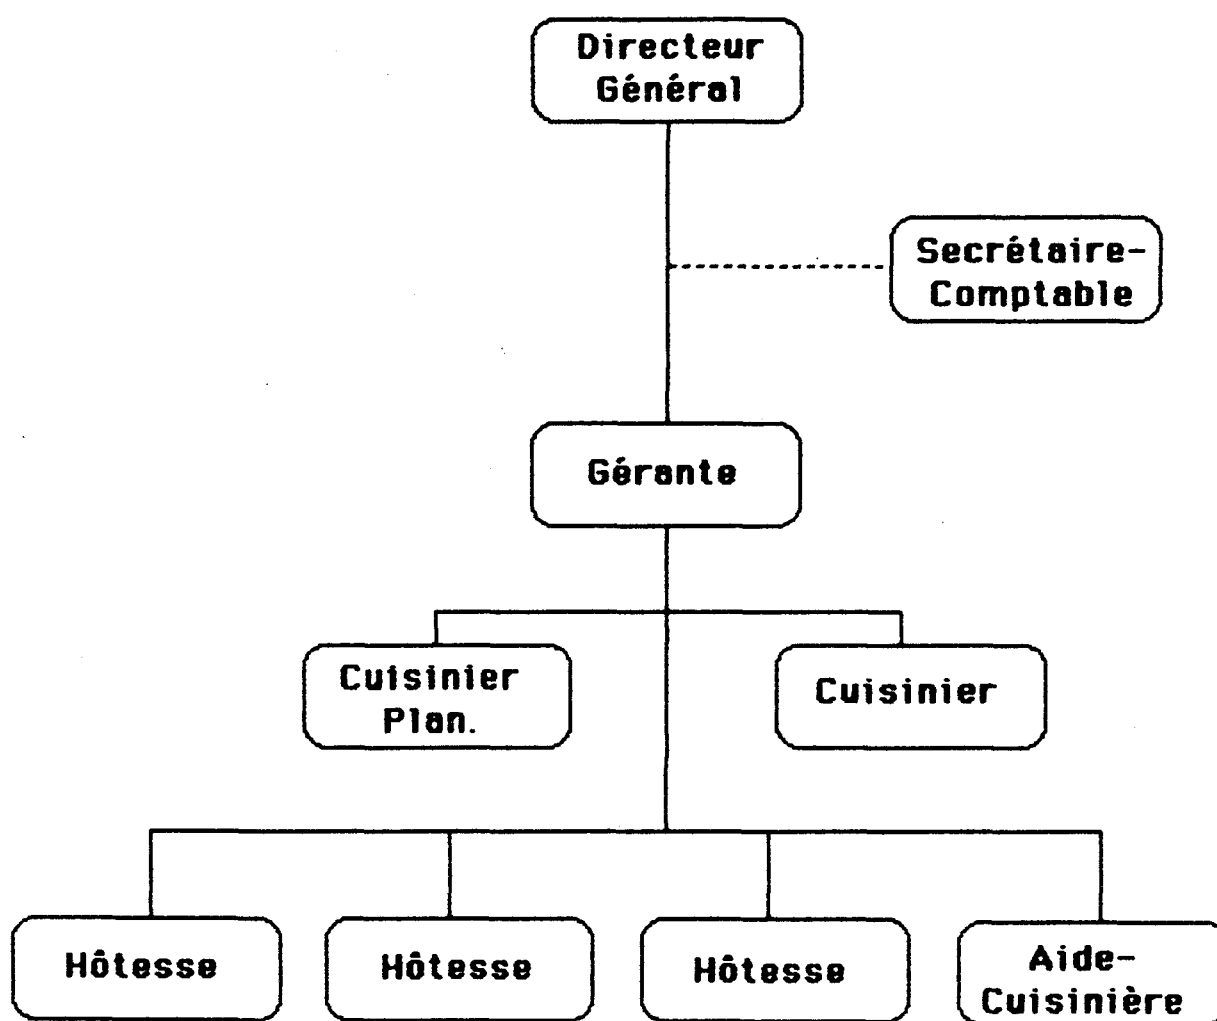 Directeur
Général
Secrétaire-
Comptable
Gérante
Cuisinier
Plan.
Cuisinier
Hôtesse
Hôtesse
Hôtesse
Aide-
Cuisinière